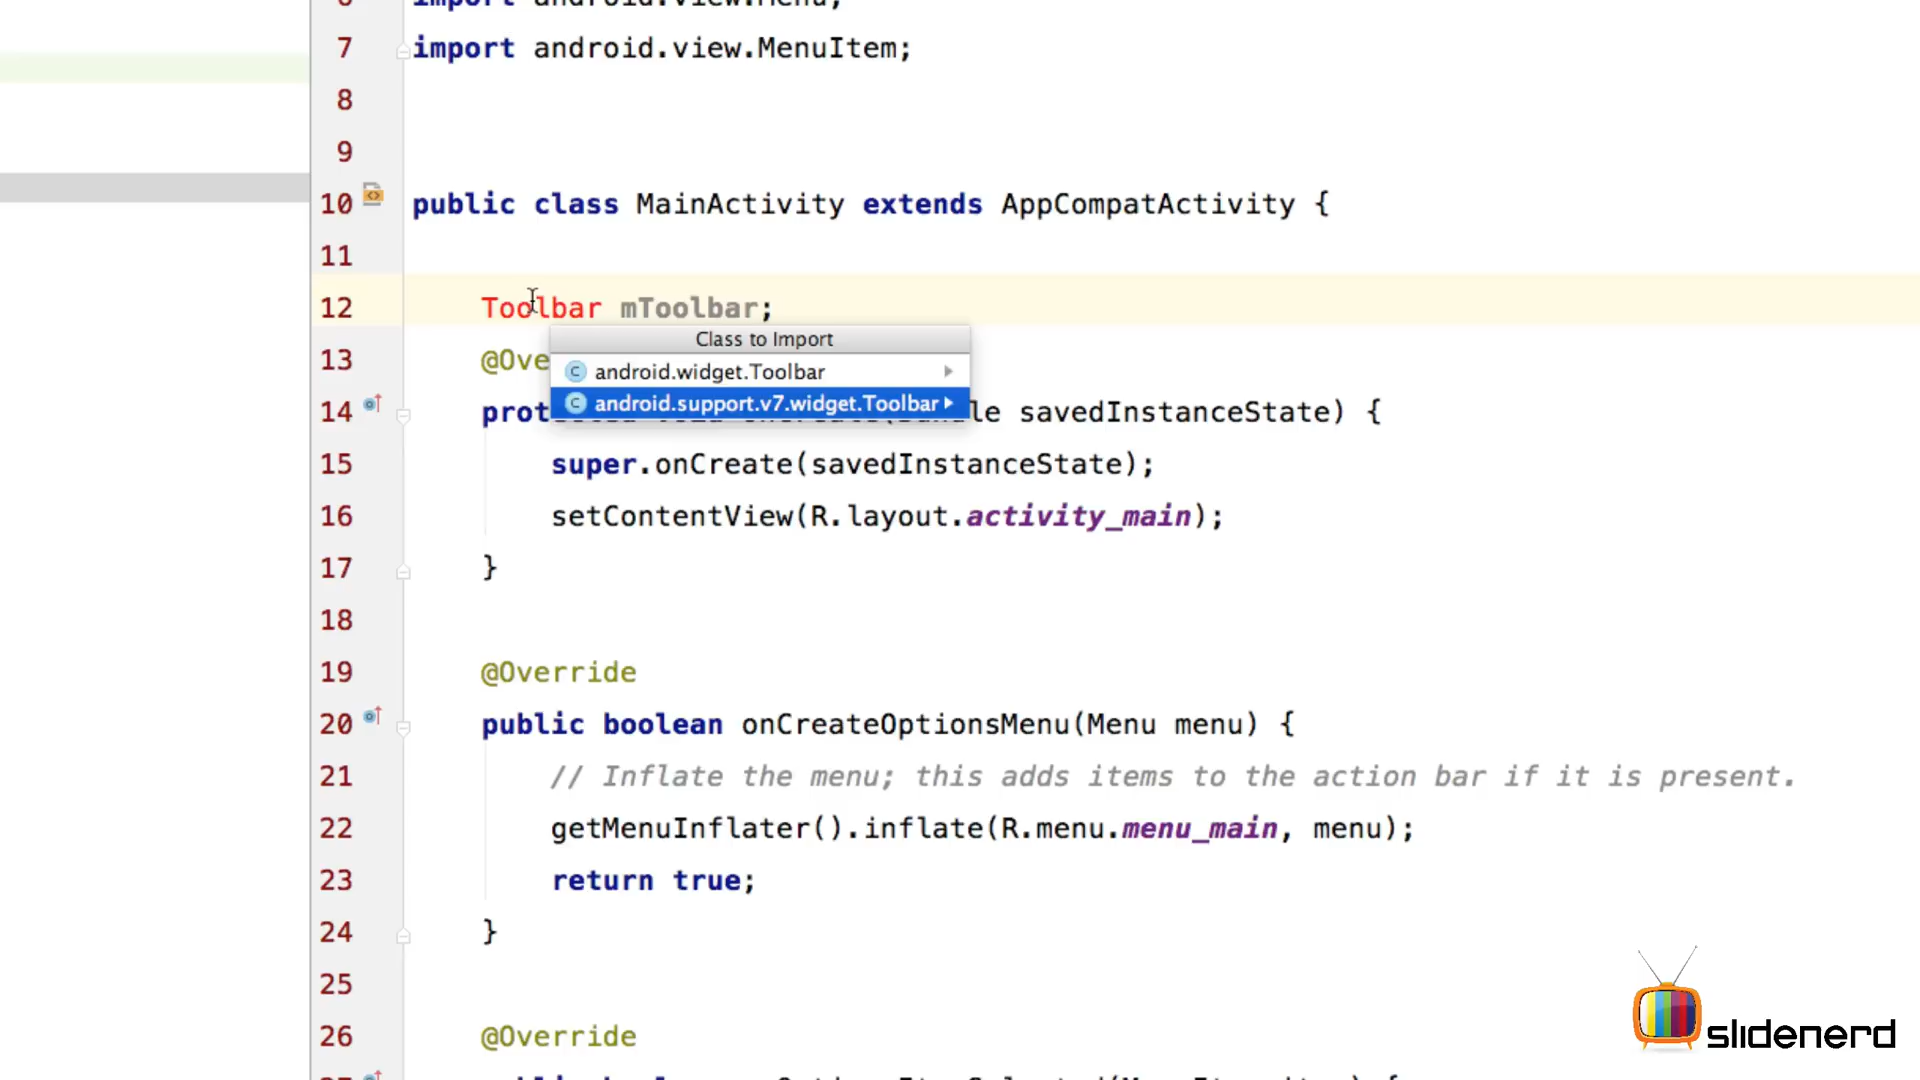 import android.view.Menu;
7 import android.view.MenuItem;
8
9
10 public class MainActivity extends AppCompatActivity {
11
12 Toolbar mToolbar;
Class to Import
13 @Ove
C android.widget.Toolbar
14 prot
C android.support.v7.widget.Toolbar
savedInstanceState) {
15 super.onCreate(savedInstanceState);
16 setContentView(R.layout.activity_main);
17 }
18
19 @Override
20 public boolean onCreateOptionsMenu(Menu menu) {
21 // Inflate the menu; this adds items to the action bar if it is present.
22 getMenuInflater().inflate(R.menu.menu_main, menu);
23 return true;
24 }
25
26 @Override
slidenerd